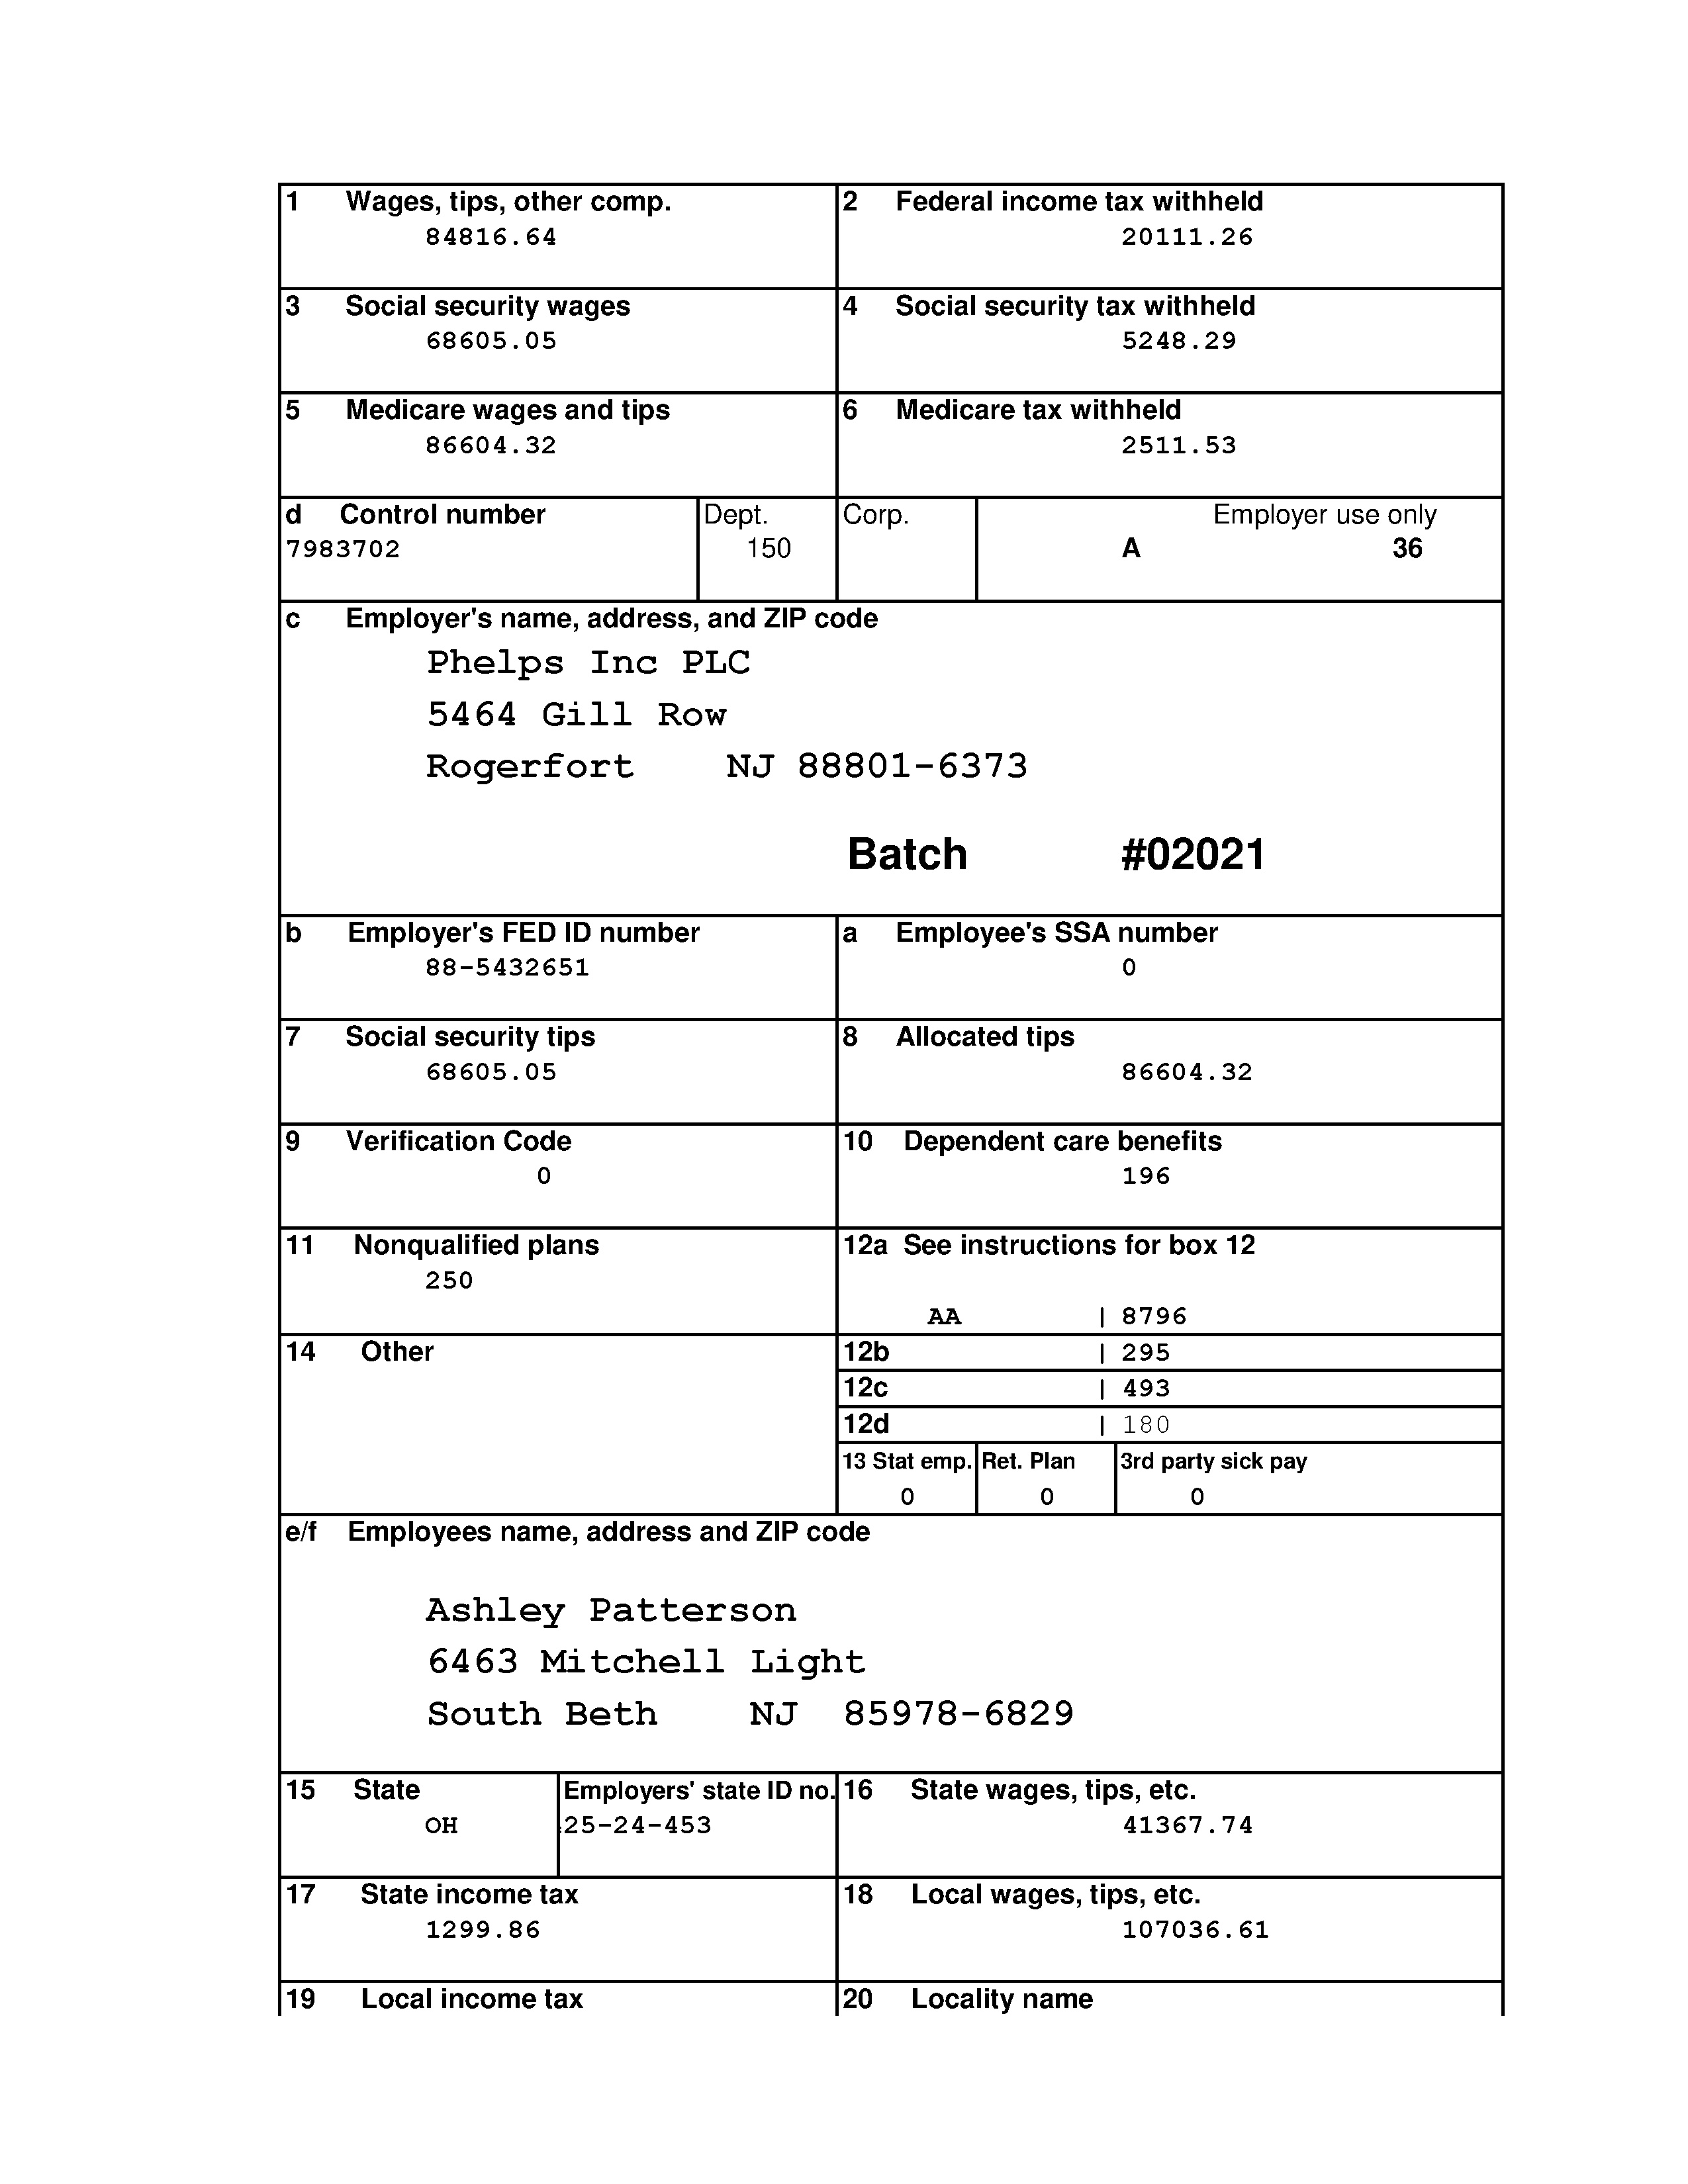 1 Wages, tips, other comp. 2 Federal income tax withheld
84816.64 20111.26
3 Social security wages 4 Social security tax withheld
68605.05 5248.29
5 Medicare wages and tips 6 Medicare tax withheld
86604.32 2511.53
d Control number Dept. Corp. Employer use only
7983702 150 A 36
c Employer's name, address, and ZIP code
Phelps Inc PLC
5464 Gill Row
Rogerfort NJ 88801-6373
Batch #02021
b Employer's FED ID number a Employee's SSA number
88-5432651 0
7 Social security tips 8 Allocated tips
68605.05 86604.32
9 Verification Code 10 Dependent care benefits
0 196
11 Nonqualified plans 12a See instructions for box 12
250
AA | 8796
14 Other 12b | 295
12c | 493
12d | 180
13 Stat emp. Ret. Plan 3rd party sick pay
0 0 0
e/f Employees name, address and ZIP code
Ashley Patterson
6463 Mitchell Light
South Beth NJ 85978-6829
15 State Employers' state ID no. 16 State wages, tips, etc.
OH 25-24-453 41367.74
17 State income tax 18 Local wages, tips, etc.
1299.86 107036.61
19 Local income tax 20 Locality name